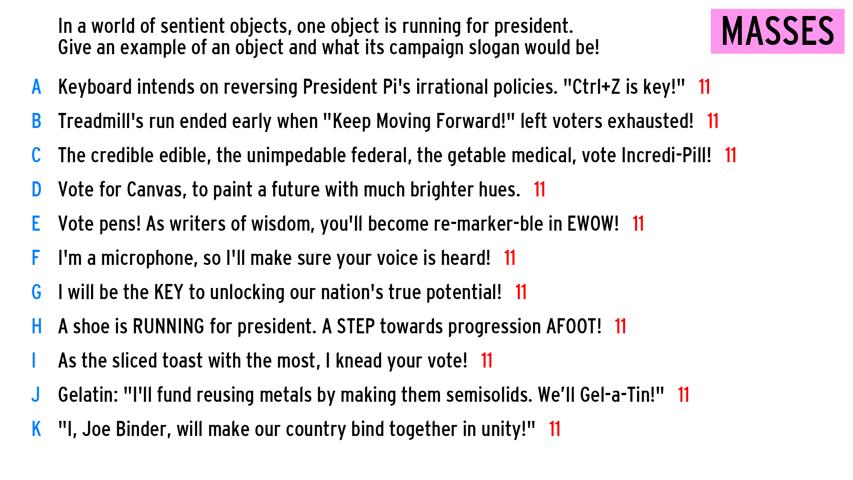 In a world of sentient objects, one object is running for president.
Give an example of an object and what its campaign slogan would be!
MASSES
A Keyboard intends on reversing President Pi's irrational policies. "Ctrl+Z is key!" 11
B Treadmill's run ended early when "Keep Moving Forward!" left voters exhausted! 11
C The credible edible, the unimpedable federal, the getable medical, vote Incredi-Pill! 11
D Vote for Canvas, to paint a future with much brighter hues. 11
E Vote pens! As writers of wisdom, you'll become re-marker-ble in EWOW! 11
F I'm a microphone, so I'll make sure your voice is heard! 11
G I will be the KEY to unlocking our nation's true potential! 11
H A shoe is RUNNING for president. A STEP towards progression AFOOT! 11
I As the sliced toast with the most, I knead your vote! 11
J Gelatin: "I'll fund reusing metals by making them semisolids. We’ll Gel-a-Tin!" 11
K "I, Joe Binder, will make our country bind together in unity!" 11